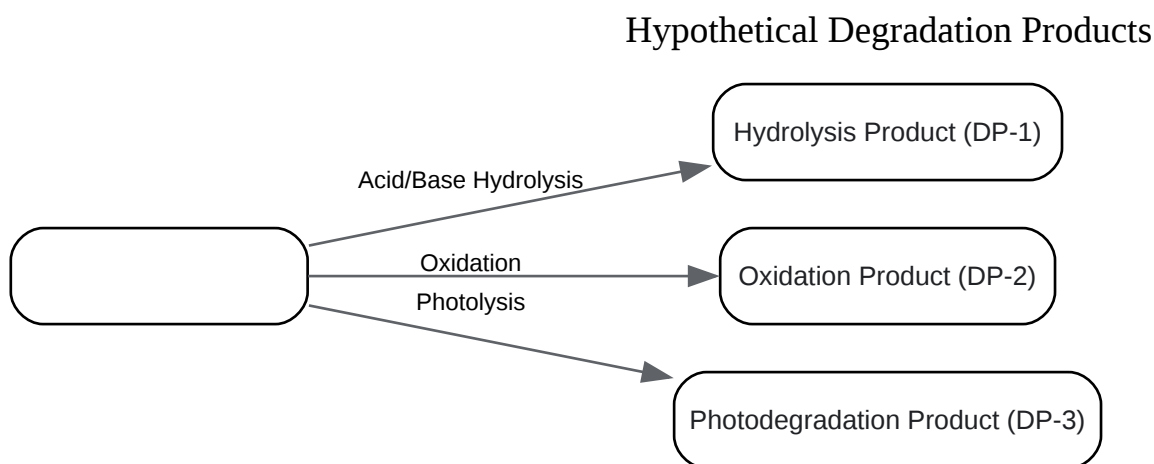 Hypothetical Degradation Products
Hydrolysis Product (DP-1)
Acid/Base Hydrolysis
Oxidation
Oxidation Product (DP-2)
Photolysis
Photodegradation Product (DP-3)